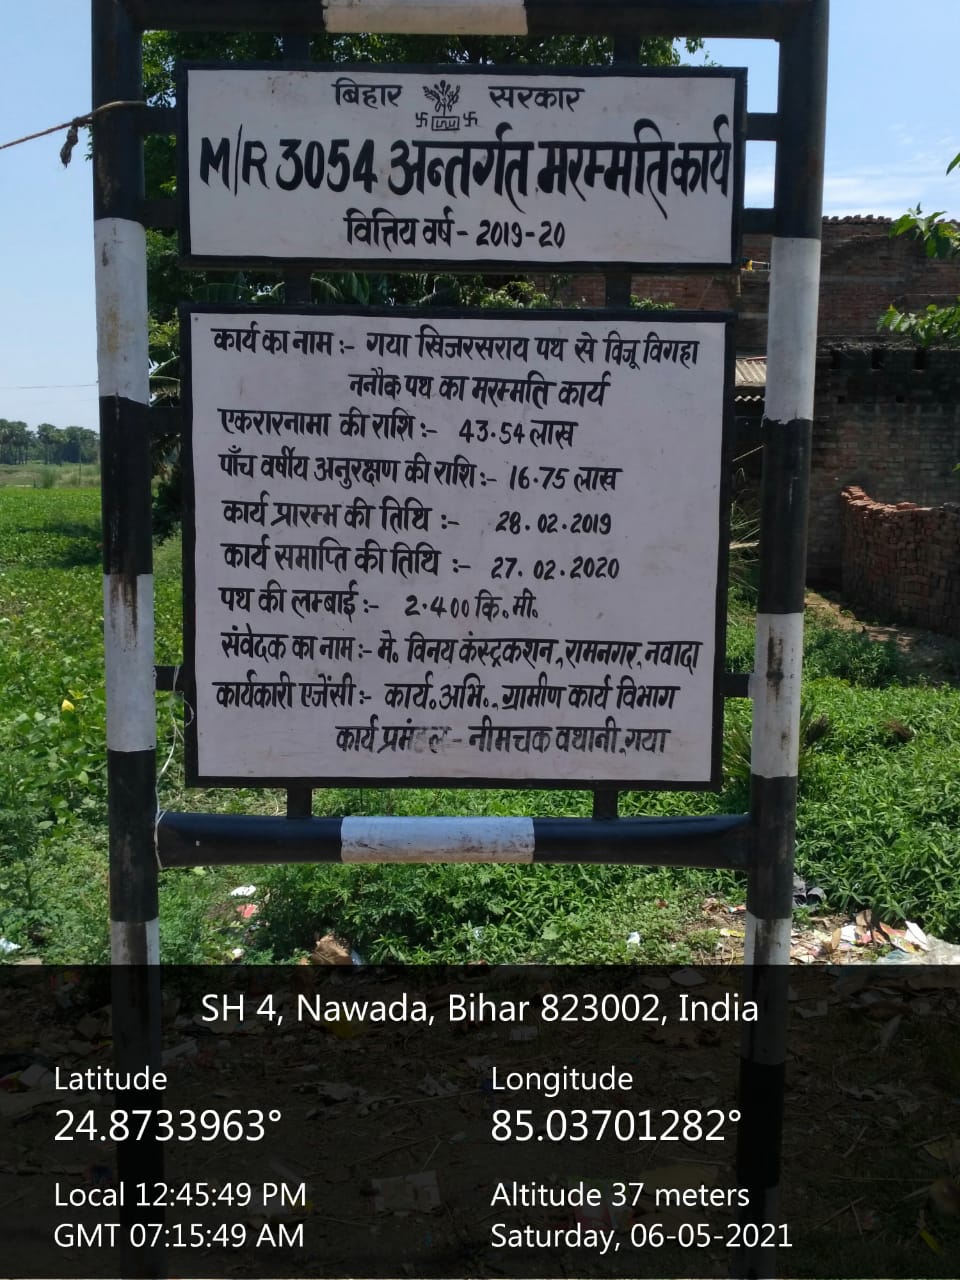 बिहार सरकार
M/R 3054 अन्तर्गत मरम्मति कार्य
वित्तिय वर्ष - 2019-20
कार्य का नाम :- गया खिजरसराय पथ से विजू विगहा
ननौक पथ का मरम्मति कार्य
एकरारनामा की राशि :- 43.54 लाख
पाँच वर्षीय अनुरक्षण की राशि :- 16.75 लाख
कार्य प्रारम्भ की तिथि :- 28.02.2019
कार्य समाप्ति की तिथि :- 27.02.2020
पथ की लम्बाई :- 2.400 कि. मी.
संवेदक का नाम :- मे. विनय कंस्ट्रकशन, रामनगर, नवादा
कार्यकारी एजेंसी :- कार्य. अभि., ग्रामीण कार्य विभाग
कार्य प्रमंडल - नीमचक वथानी, गया
SH 4, Nawada, Bihar 823002, India
Latitude
24.8733963°
Longitude
85.03701282°
Local 12:45:49 PM
GMT 07:15:49 AM
Altitude 37 meters
Saturday, 06-05-2021